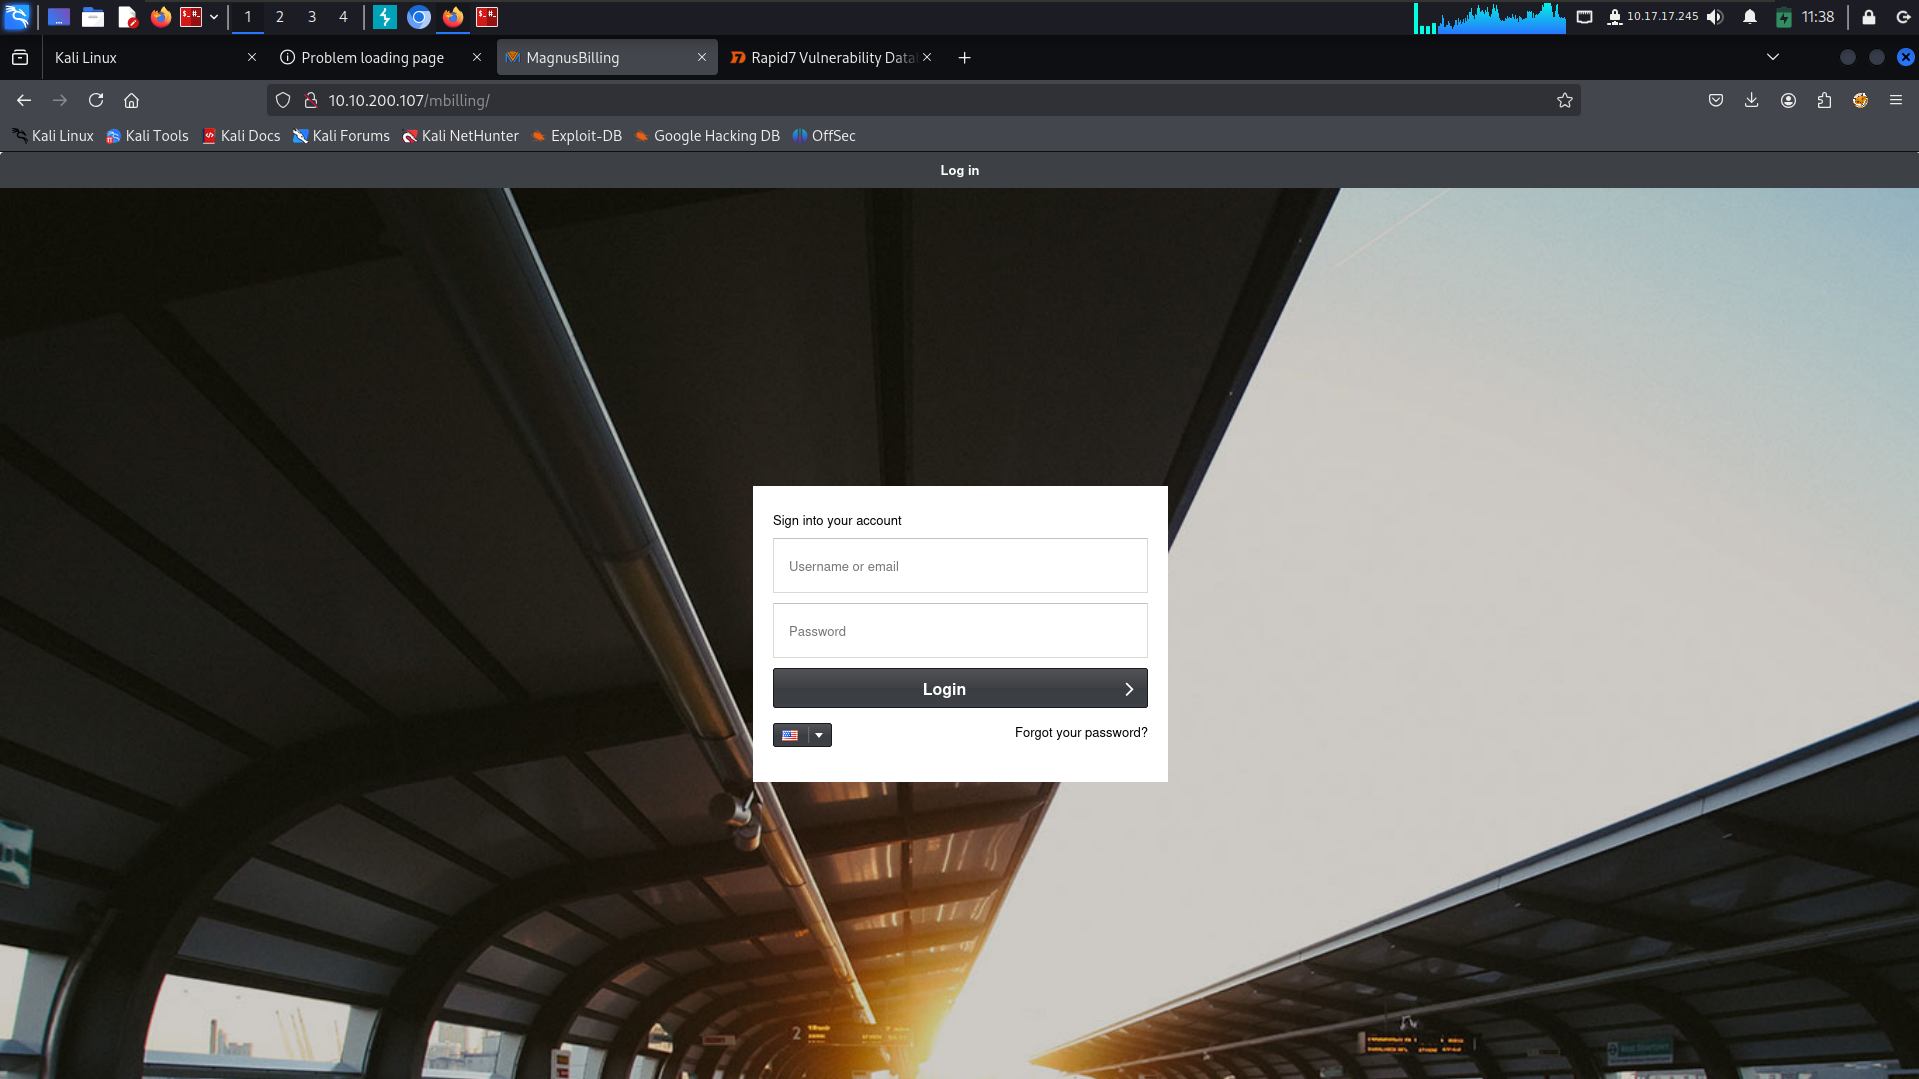 1 2 3 4 10.17.17.245 11:38
Kali Linux Problem loading page MagnusBilling Rapid7 Vulnerability Data
10.10.200.107/mbilling/
Kali Linux Kali Tools Kali Docs Kali Forums Kali NetHunter Exploit-DB Google Hacking DB OffSec
Log in
Sign into your account
Username or email
Password
Login
Forgot your password?
2